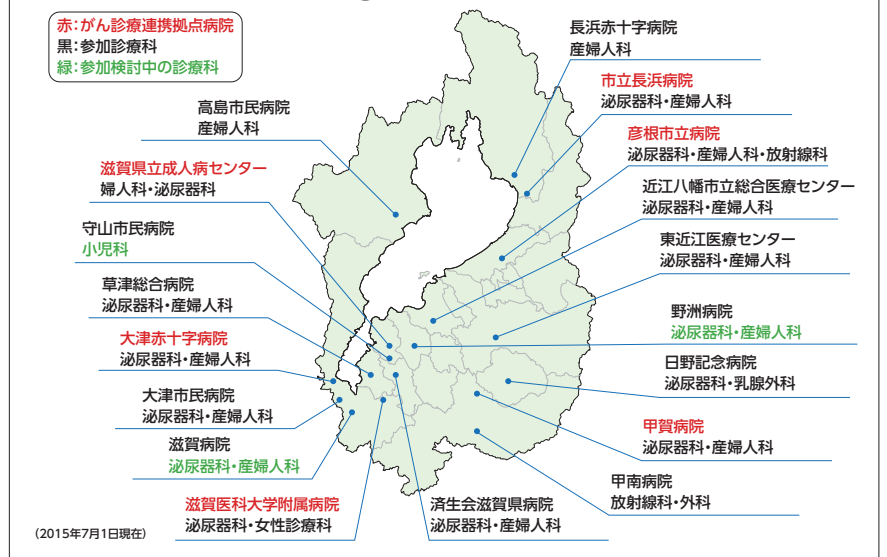 赤:がん診療連携拠点病院
黒:参加診療科
緑:参加検討中の診療科
長浜赤十字病院
産婦人科
市立長浜病院
泌尿器科・産婦人科
高島市民病院
産婦人科
彦根市立病院
泌尿器科・産婦人科・放射線科
滋賀県立成人病センター
婦人科・泌尿器科
近江八幡市立総合医療センター
泌尿器科・産婦人科
守山市民病院
小児科
東近江医療センター
泌尿器科・産婦人科
草津総合病院
泌尿器科・産婦人科
野洲病院
泌尿器科・産婦人科
大津赤十字病院
泌尿器科・産婦人科
日野記念病院
泌尿器科・乳腺外科
大津市民病院
泌尿器科・産婦人科
甲賀病院
泌尿器科・産婦人科
滋賀病院
泌尿器科・産婦人科
甲南病院
放射線科・外科
滋賀医科大学附属病院
泌尿器科・女性診療科
済生会滋賀県病院
泌尿器科・産婦人科
(2015年7月1日現在)